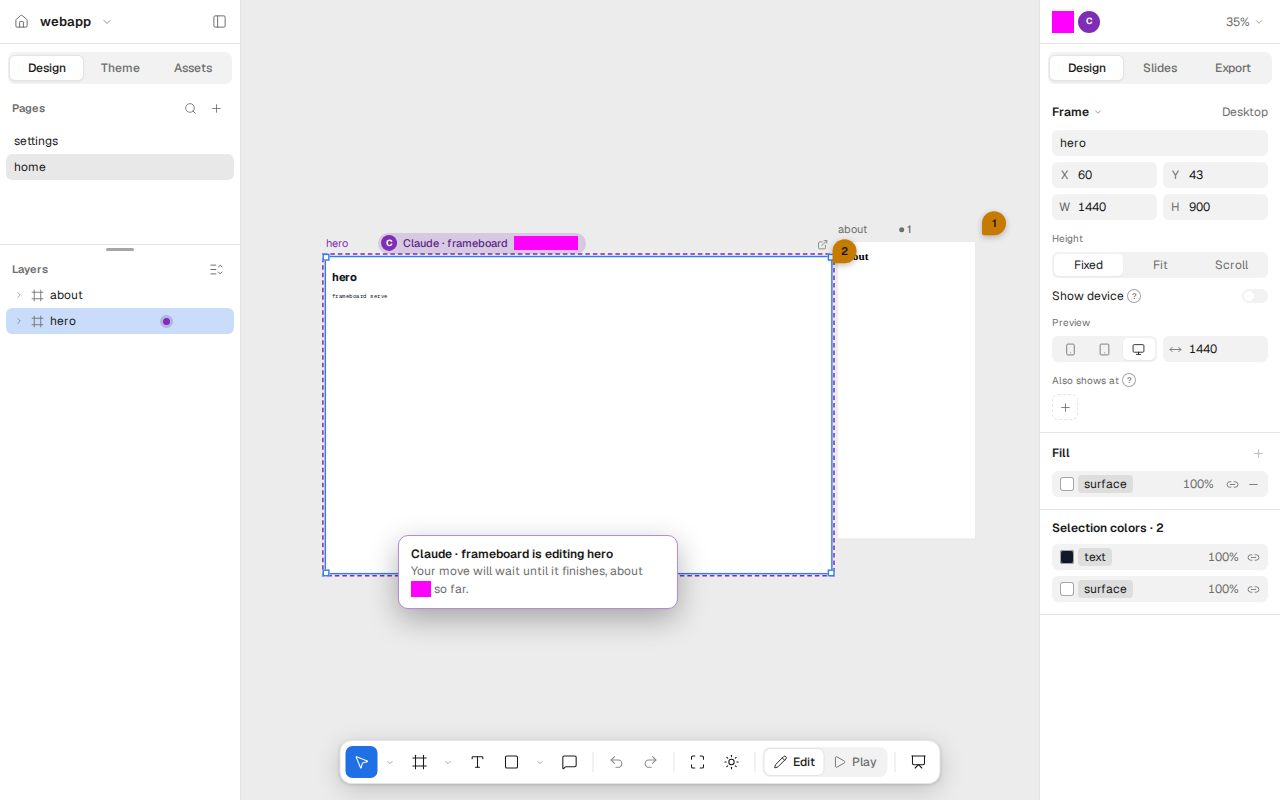 webapp
Design
Theme
Assets
Pages
settings
home
Layers
about
hero
hero
C
Claude · frameboard
about
1
1
2
out
hero
frameboard serve
Claude · frameboard is editing hero
Your move will wait until it finishes, about
so far.
Edit
Play
C
35%
Design
Slides
Export
Frame
Desktop
hero
X 60
Y 43
W 1440
H 900
Height
Fixed
Fit
Scroll
Show device ?
Preview
1440
Also shows at ?
Fill
surface 100%
Selection colors · 2
text 100%
surface 100%